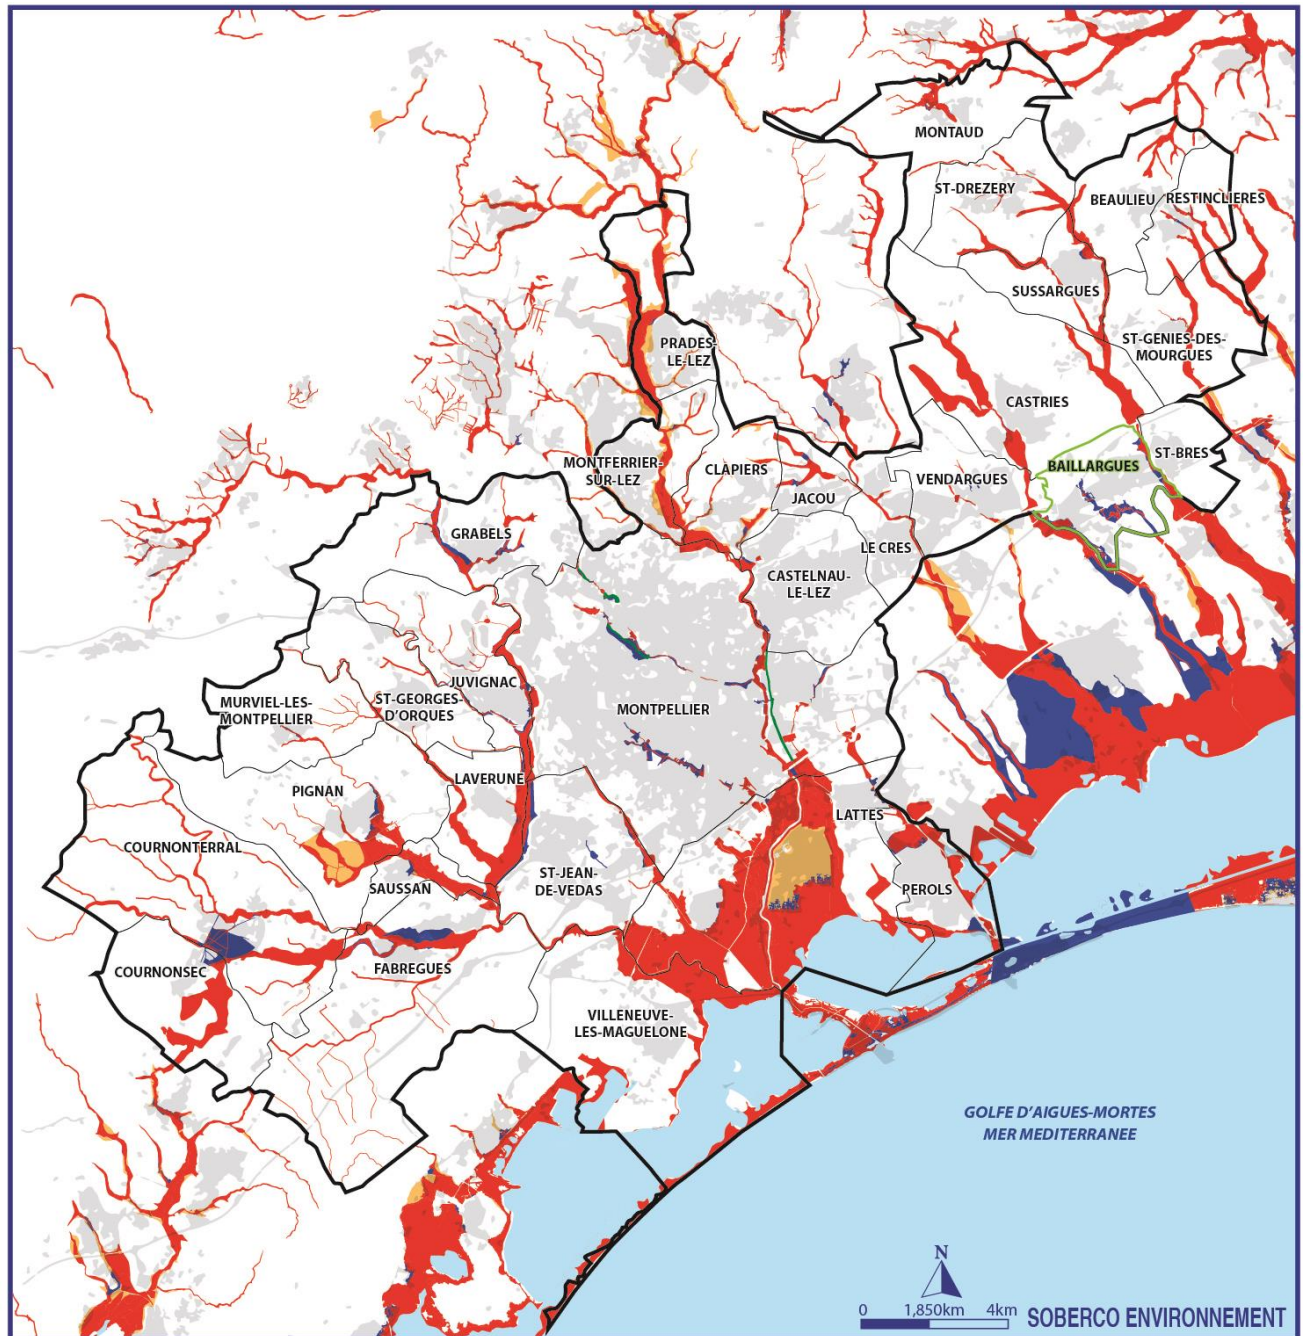 MONTAUD
ST-DREZERY
BEAULIEU
RESTINCLIERES
SUSSARGUES
ST-GENIES-DES-
MOURGUES
PRADES-
LE-LEZ
CASTRIES
ST-BRES
BAILLARGUES
MONTFERRIER-
SUR-LEZ
CLAPIERS
JACOU
VENDARGUES
GRABELS
LE CRES
CASTELNAU-
LE-LEZ
JUVIGNAC
ST-GEORGES-
D'ORQUES
MURVIEL-LES-
MONTPELLIER
MONTPELLIER
LAVERUNE
PIGNAN
LATTES
COURNONTERRAL
SAUSSAN
ST-JEAN-
DE-VEDAS
PEROLS
COURNONSEC
FABREGUES
VILLENEUVE-
LES-MAGUELONE
GOLFE D'AIGUES-MORTES
MER MEDITERRANEE
N
0 1,850km 4km
SOBERCO ENVIRONNEMENT